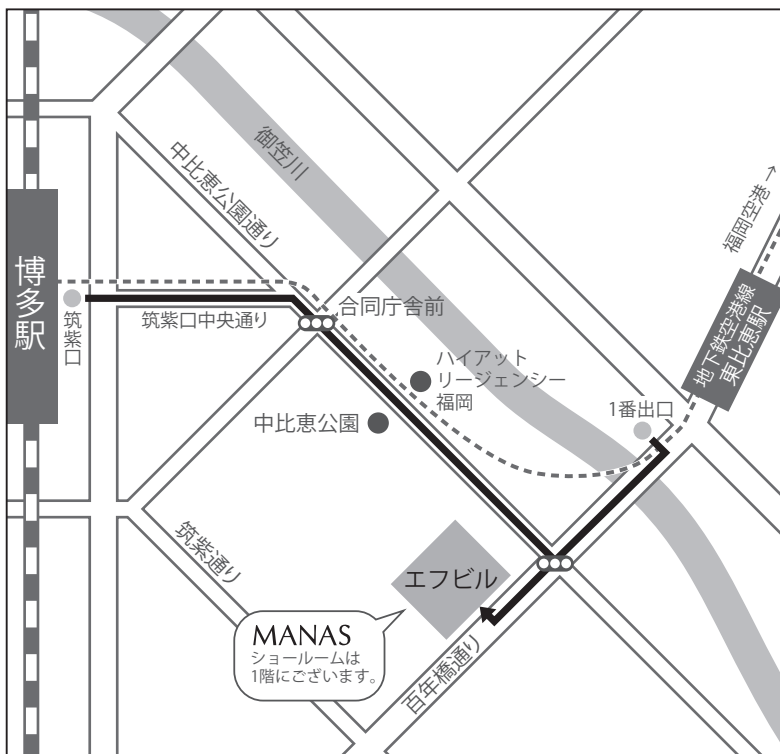 御笠川
中比恵公園通り
福岡空港→
博多駅
筑紫口
筑紫口中央通り
合同庁舎前
地下鉄空港線
東比恵駅
ハイアット
リージェンシー
福岡
1番出口
中比恵公園
筑紫通り
エフビル
MANAS
ショールームは
1階にございます。
百年橋通り